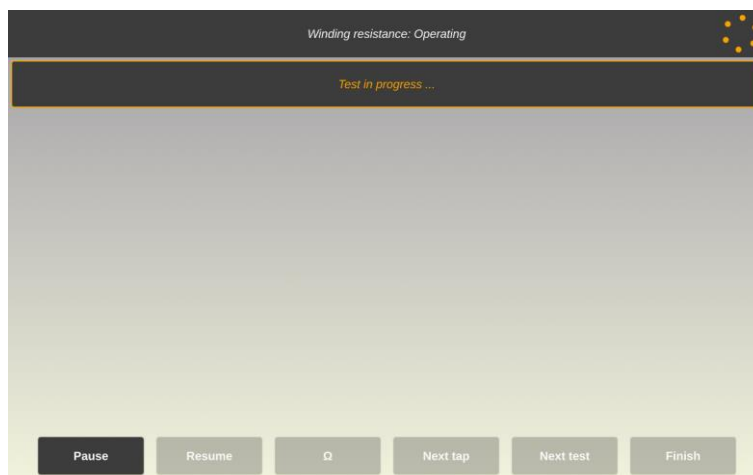 Winding resistance: Operating
Test in progress ...
Pause Resume Ω Next tap Next test Finish